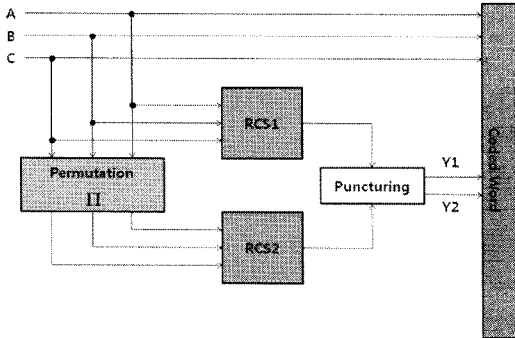 A
B
C
RCS1
Permutation
Π
Puncturing
Y1
Y2
RCS2
Coded Word